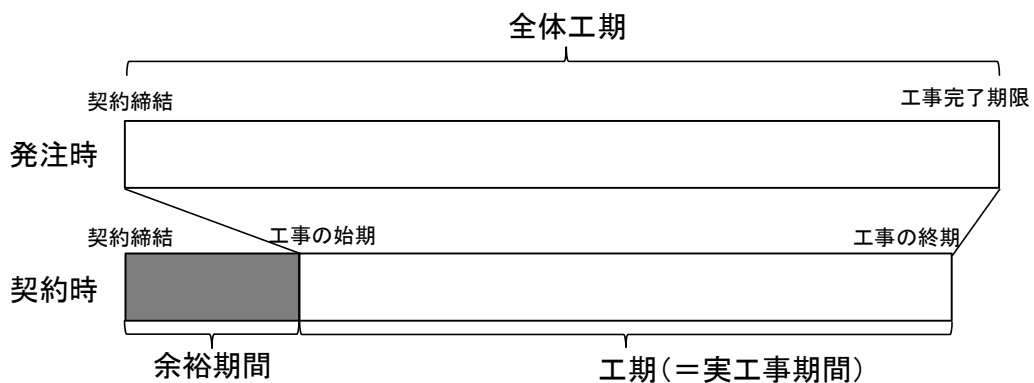 全体工期
契約締結
工事完了期限
発注時
契約締結
工事の始期
工事の終期
契約時
余裕期間
工期(＝実工事期間)